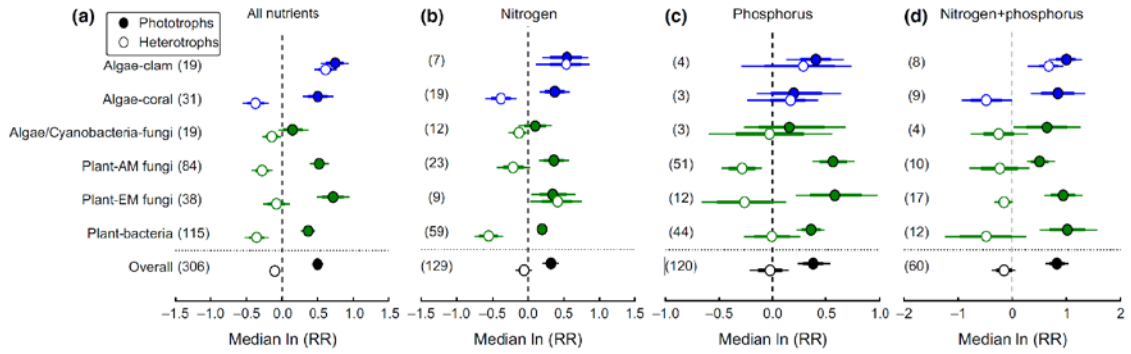 (a) All nutrients (b) Nitrogen (c) Phosphorus (d) Nitrogen+phosphorus
Phototrophs
Heterotrophs
Algae-clam (19) (7) (4) (8)
Algae-coral (31) (19) (3) (9)
Algae/Cyanobacteria-fungi (19) (12) (3) (4)
Plant-AM fungi (84) (23) (51) (10)
Plant-EM fungi (38) (9) (12) (17)
Plant-bacteria (115) (59) (44) (12)
Overall (306) (129) (120) (60)
−1.5 −1.0 −0.5 0.0 0.5 1.0 1.5 −1.0 −0.5 0.0 0.5 1.0 1.5 −1.0 −0.5 0.0 0.5 1.0 −2 −1 0 1 2
Median ln (RR) Median ln (RR) Median ln (RR) Median ln (RR)